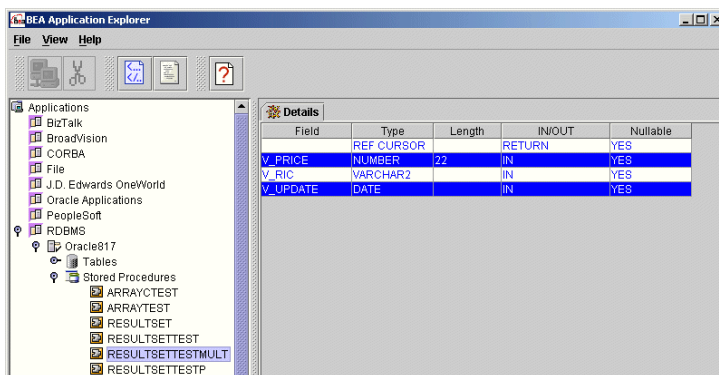 BEA Application Explorer
File View Help
Applications
BizTalk
BroadVision
CORBA
File
J.D. Edwards OneWorld
Oracle Applications
PeopleSoft
RDBMS
Oracle817
Tables
Stored Procedures
ARRAYCTEST
ARRAYTEST
RESULTSET
RESULTSETTEST
RESULTSETTESTMULT
RESULTSETTESTP
Details
Field Type Length IN/OUT Nullable
REF CURSOR RETURN YES
V_PRICE NUMBER 22 IN YES
V_RIC VARCHAR2 IN YES
V_UPDATE DATE IN YES